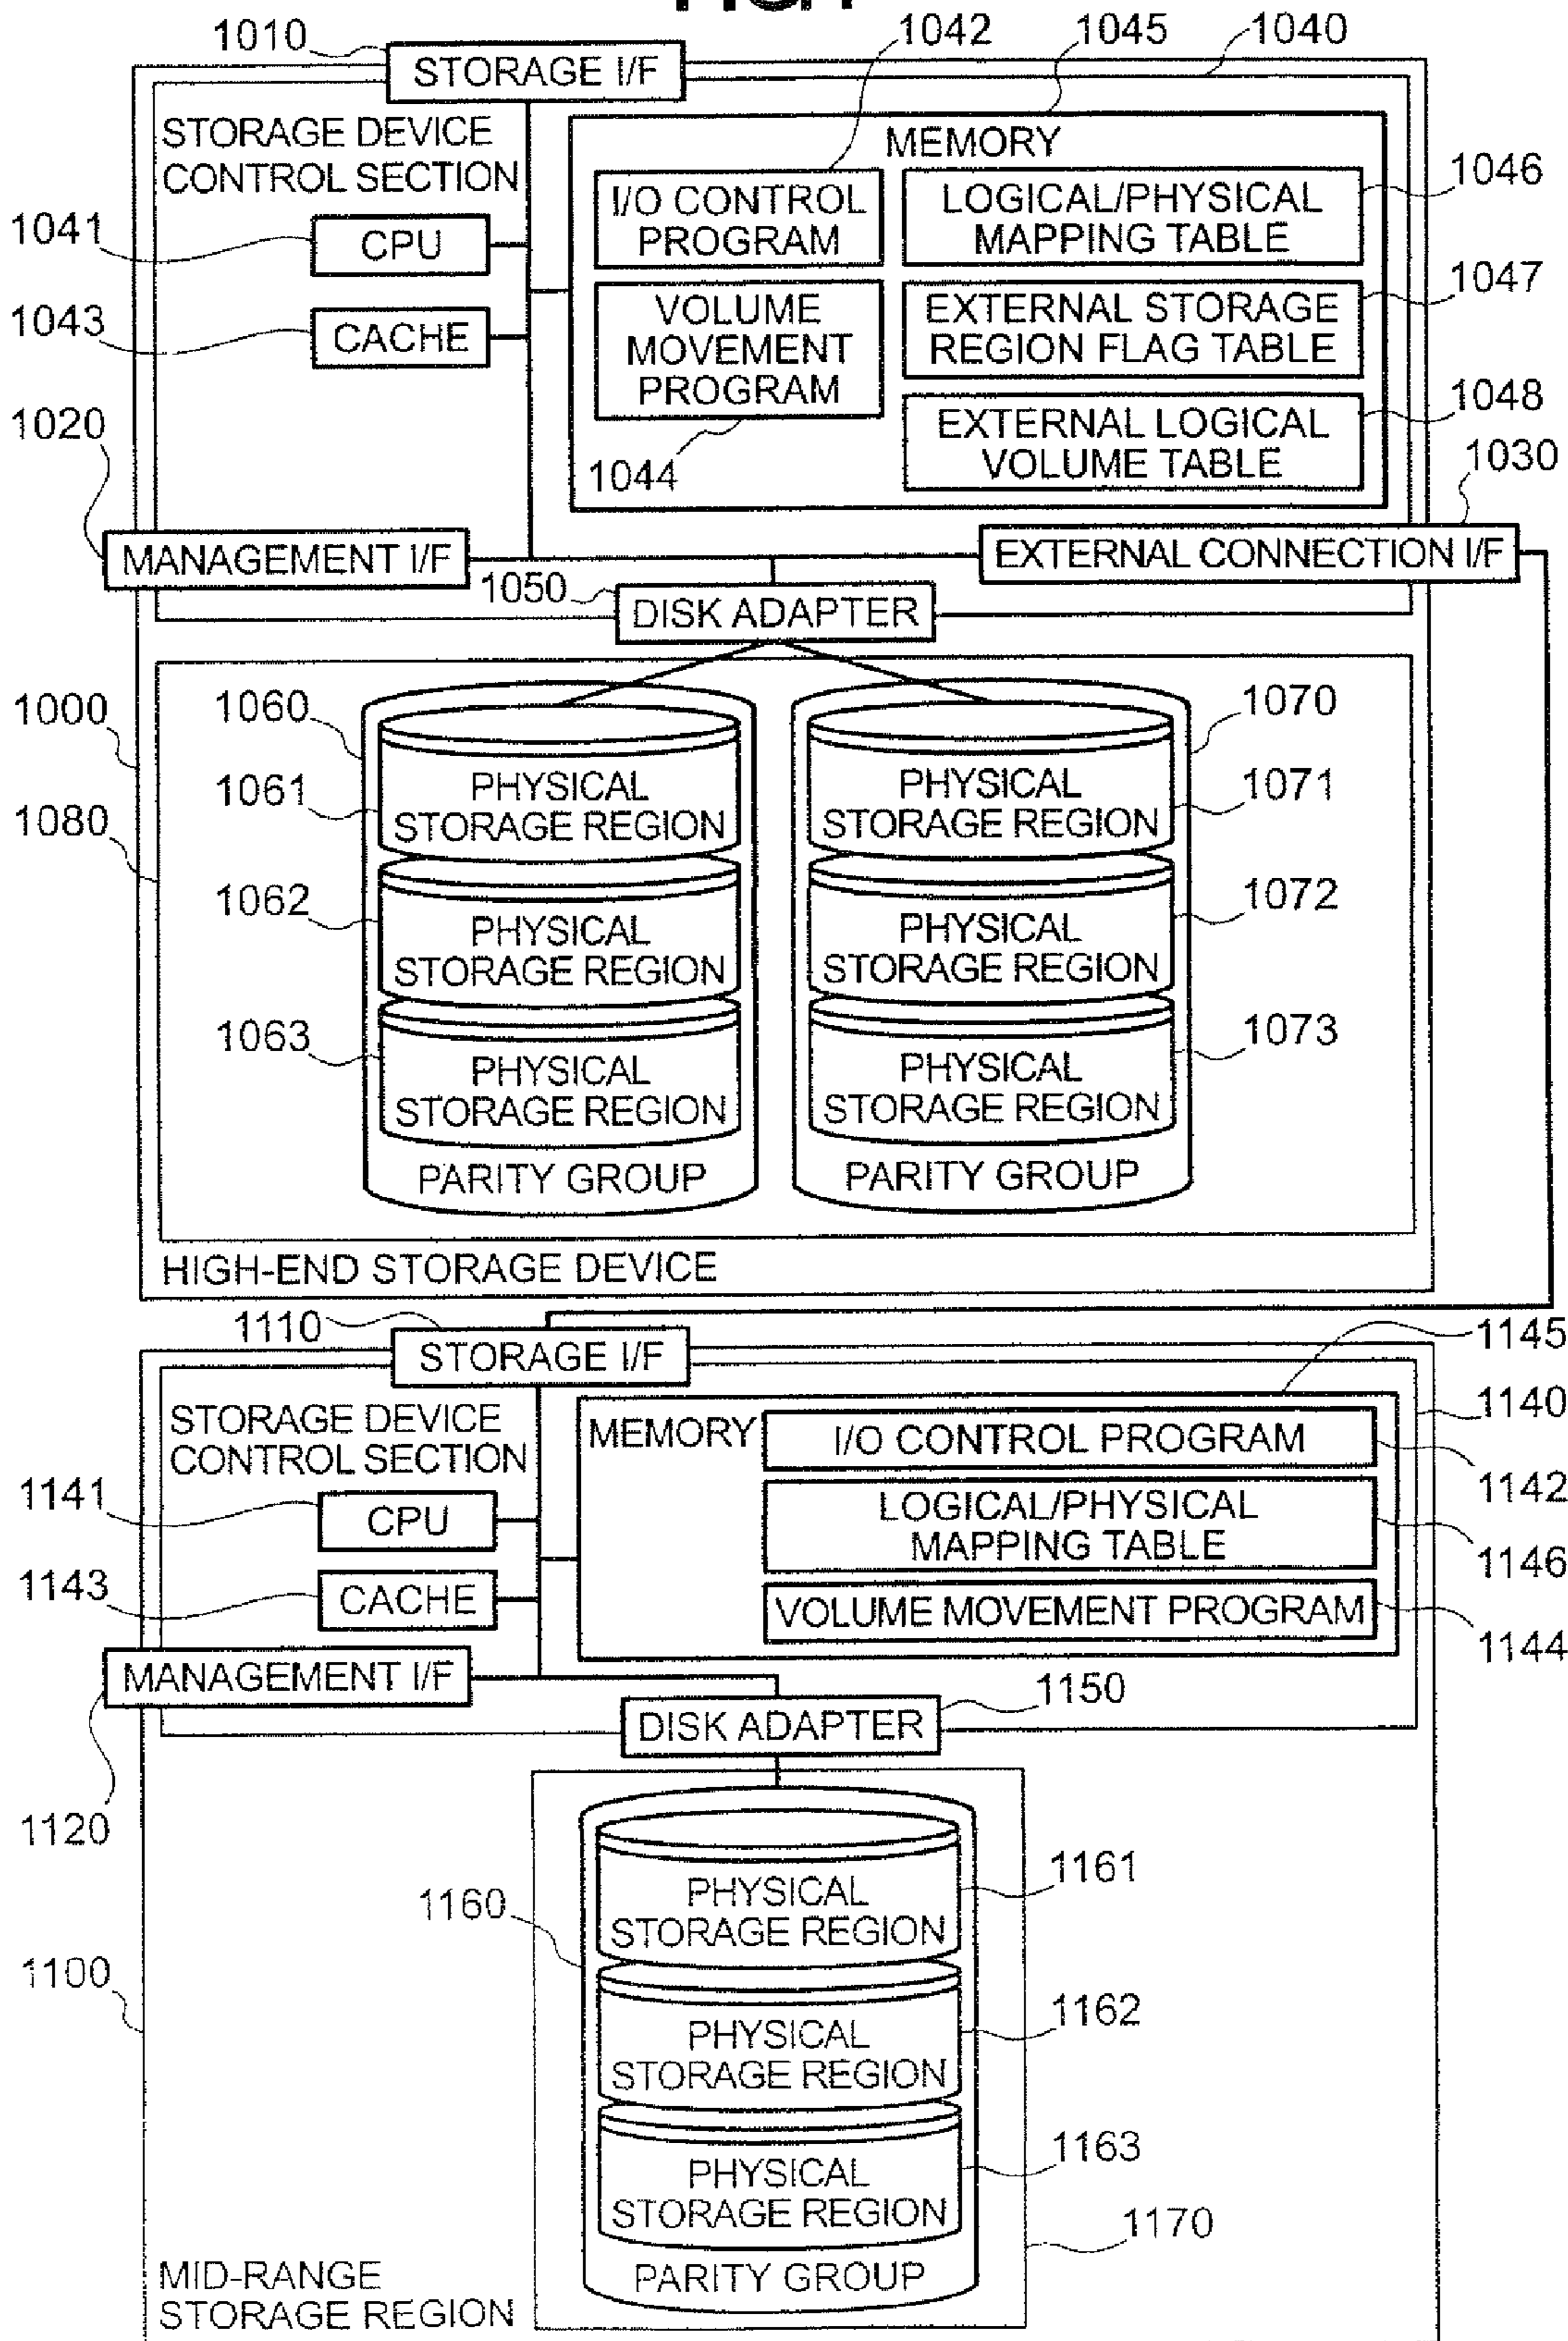 1010
1042
1045
1040
STORAGE I/F
STORAGE DEVICE
CONTROL SECTION
MEMORY
1041
CPU
I/O CONTROL
PROGRAM
LOGICAL/PHYSICAL
MAPPING TABLE
1046
1043
CACHE
VOLUME
MOVEMENT
PROGRAM
EXTERNAL STORAGE
REGION FLAG TABLE
1047
1020
1044
EXTERNAL LOGICAL
VOLUME TABLE
1048
1030
MANAGEMENT I/F
1050
DISK ADAPTER
EXTERNAL CONNECTION I/F
1000
1080
1060
1061
PHYSICAL
STORAGE REGION
1062
PHYSICAL
STORAGE REGION
1063
PHYSICAL
STORAGE REGION
PARITY GROUP
1070
PHYSICAL
STORAGE REGION
1071
PHYSICAL
STORAGE REGION
1072
PHYSICAL
STORAGE REGION
1073
PARITY GROUP
HIGH-END STORAGE DEVICE
1110
STORAGE I/F
1145
STORAGE DEVICE
CONTROL SECTION
MEMORY
I/O CONTROL PROGRAM
1140
1142
1141
CPU
LOGICAL/PHYSICAL
MAPPING TABLE
1146
1143
CACHE
VOLUME MOVEMENT PROGRAM
1144
MANAGEMENT I/F
1120
DISK ADAPTER
1150
1100
1160
PHYSICAL
STORAGE REGION
1161
PHYSICAL
STORAGE REGION
1162
PHYSICAL
STORAGE REGION
1163
PARITY GROUP
1170
MID-RANGE
STORAGE REGION